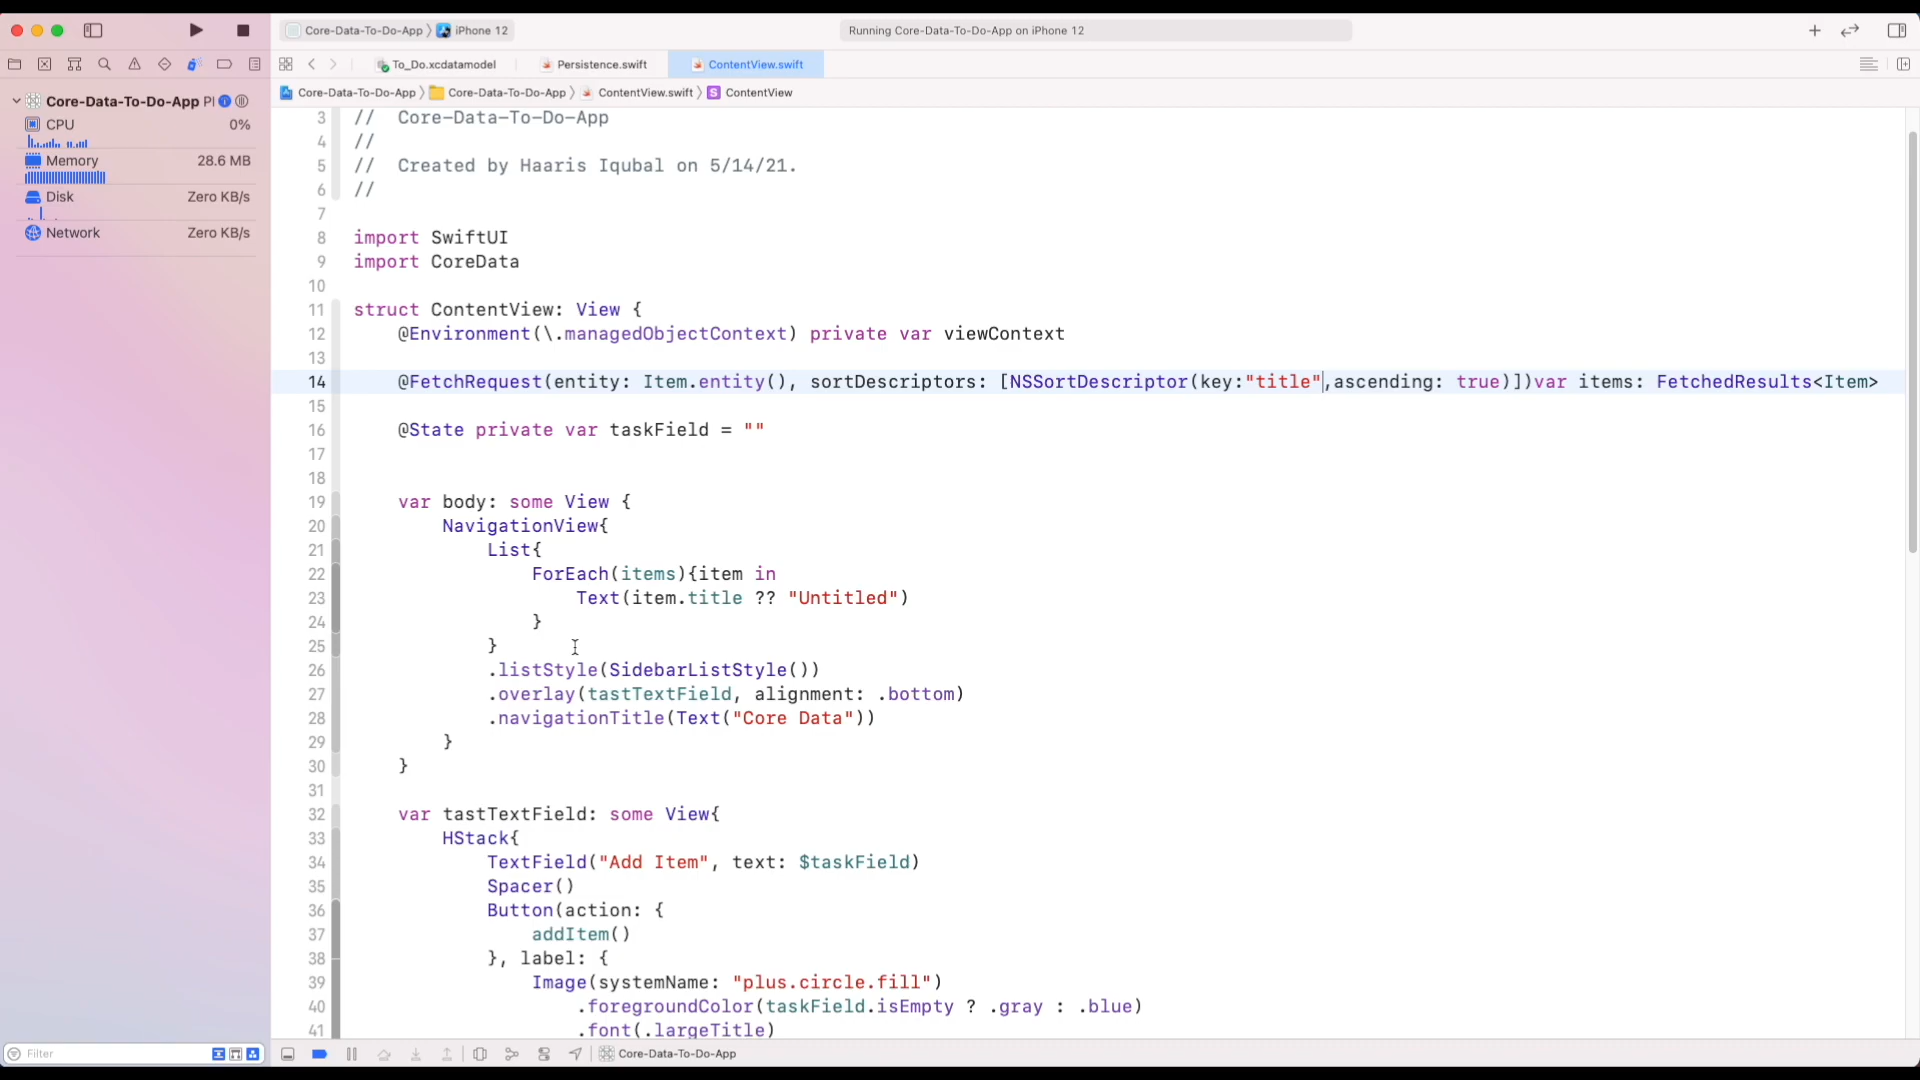 Core-Data-To-Do-App 〉 iPhone 12
Running Core-Data-To-Do-App on iPhone 12
To_Do.xcdatamodel
Persistence.swift
ContentView.swift
Core-Data-To-Do-App 〉 Core-Data-To-Do-App 〉 ContentView.swift 〉 S ContentView
Core-Data-To-Do-App PI
CPU 0%
Memory 28.6 MB
Disk Zero KB/s
Network Zero KB/s
3 //  Core-Data-To-Do-App
4 //
5 //  Created by Haaris Iqubal on 5/14/21.
6 //
7
8 import SwiftUI
9 import CoreData
10
11 struct ContentView: View {
12     @Environment(\.managedObjectContext) private var viewContext
13
14     @FetchRequest(entity: Item.entity(), sortDescriptors: [NSSortDescriptor(key:"title",ascending: true)])var items: FetchedResults<Item>
15
16     @State private var taskField = ""
17
18
19     var body: some View {
20         NavigationView{
21             List{
22                 ForEach(items){item in
23                     Text(item.title ?? "Untitled")
24                 }
25             }
26             .listStyle(SidebarListStyle())
27             .overlay(tastTextField, alignment: .bottom)
28             .navigationTitle(Text("Core Data"))
29         }
30     }
31
32     var tastTextField: some View{
33         HStack{
34             TextField("Add Item", text: $taskField)
35             Spacer()
36             Button(action: {
37                 addItem()
38             }, label: {
39                 Image(systemName: "plus.circle.fill")
40                     .foregroundColor(taskField.isEmpty ? .gray : .blue)
41                     .font(.largeTitle)
Filter
Core-Data-To-Do-App